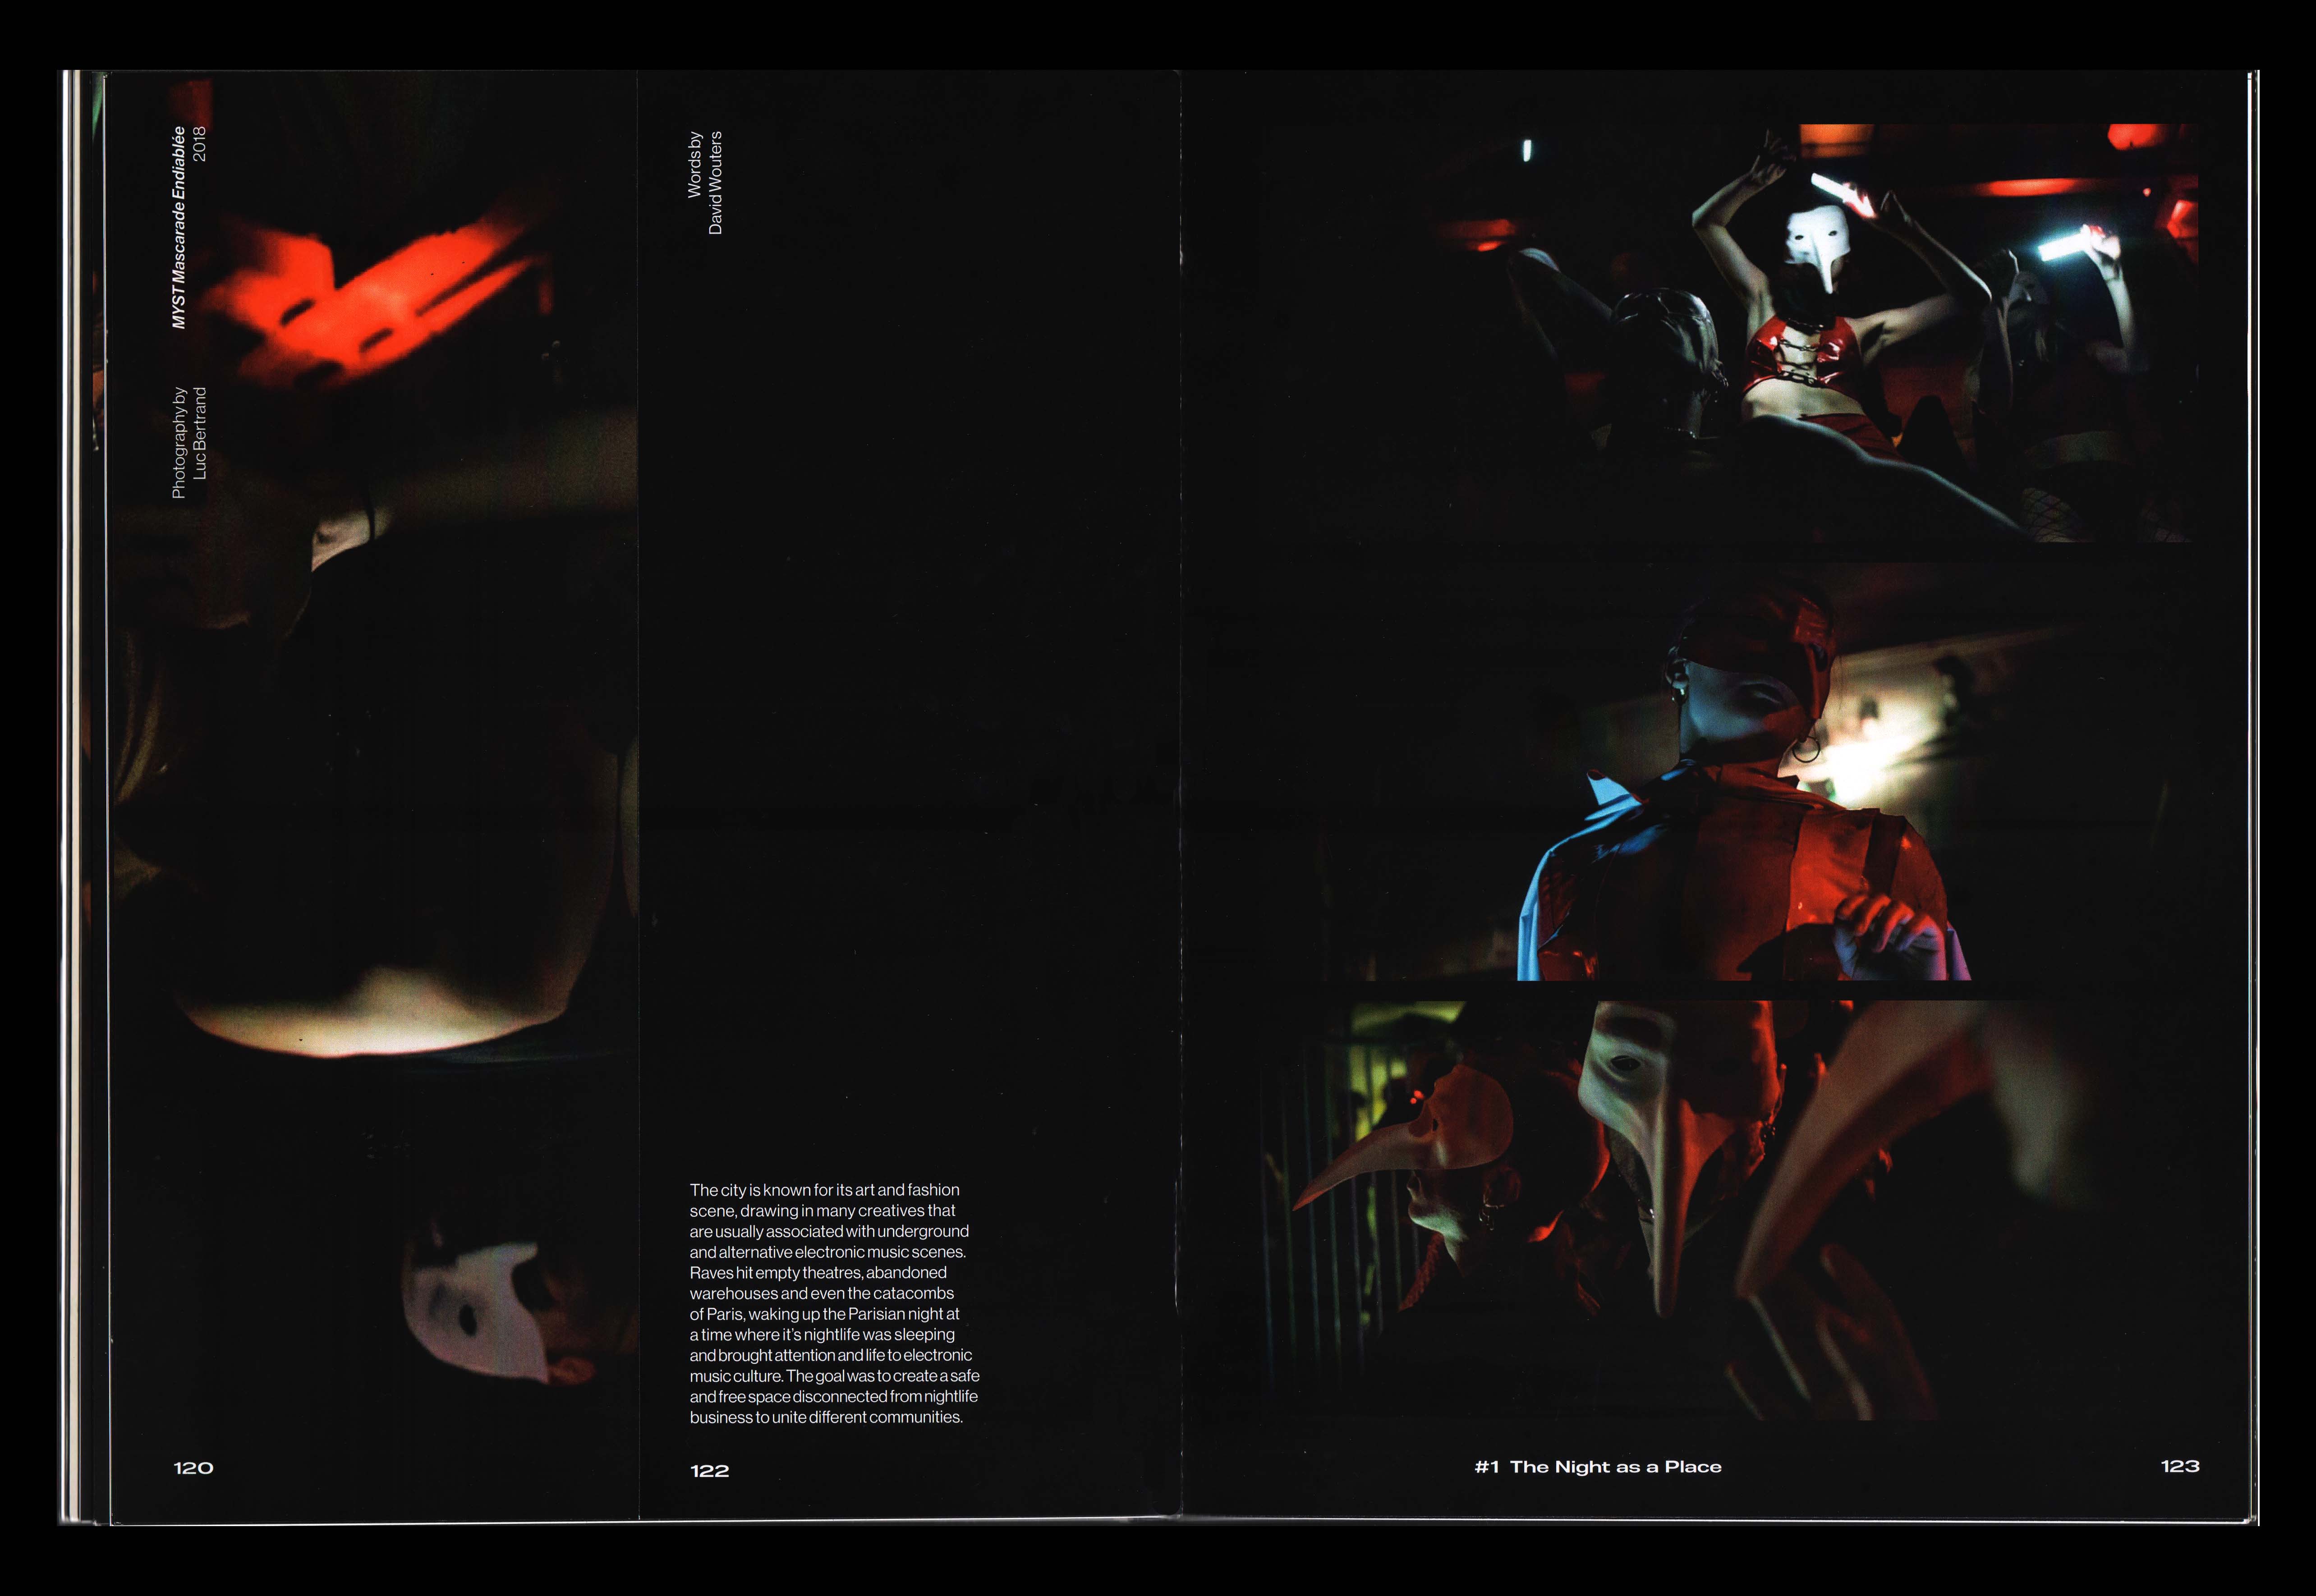 MYST Mascarade Endiablée
2018
Photography by
Luc Bertrand
120
Words by
David Wouters
The city is known for its art and fashion
scene, drawing in many creatives that
are usually associated with underground
and alternative electronic music scenes.
Raves hit empty theatres, abandoned
warehouses and even the catacombs
of Paris, waking up the Parisian night at
a time where it's nightlife was sleeping
and brought attention and life to electronic
music culture. The goal was to create a safe
and free space disconnected from nightlife
business to unite different communities.
122
#1 The Night as a Place
123